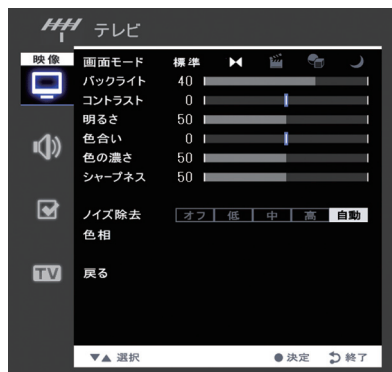 テレビ
映像
画面モード 標準
バックライト 40
コントラスト 0
明るさ 50
色合い 0
色の濃さ 50
シャープネス 50
ノイズ除去 オフ 低 中 高 自動
色相
TV
戻る
▼▲ 選択 ●決定 終了